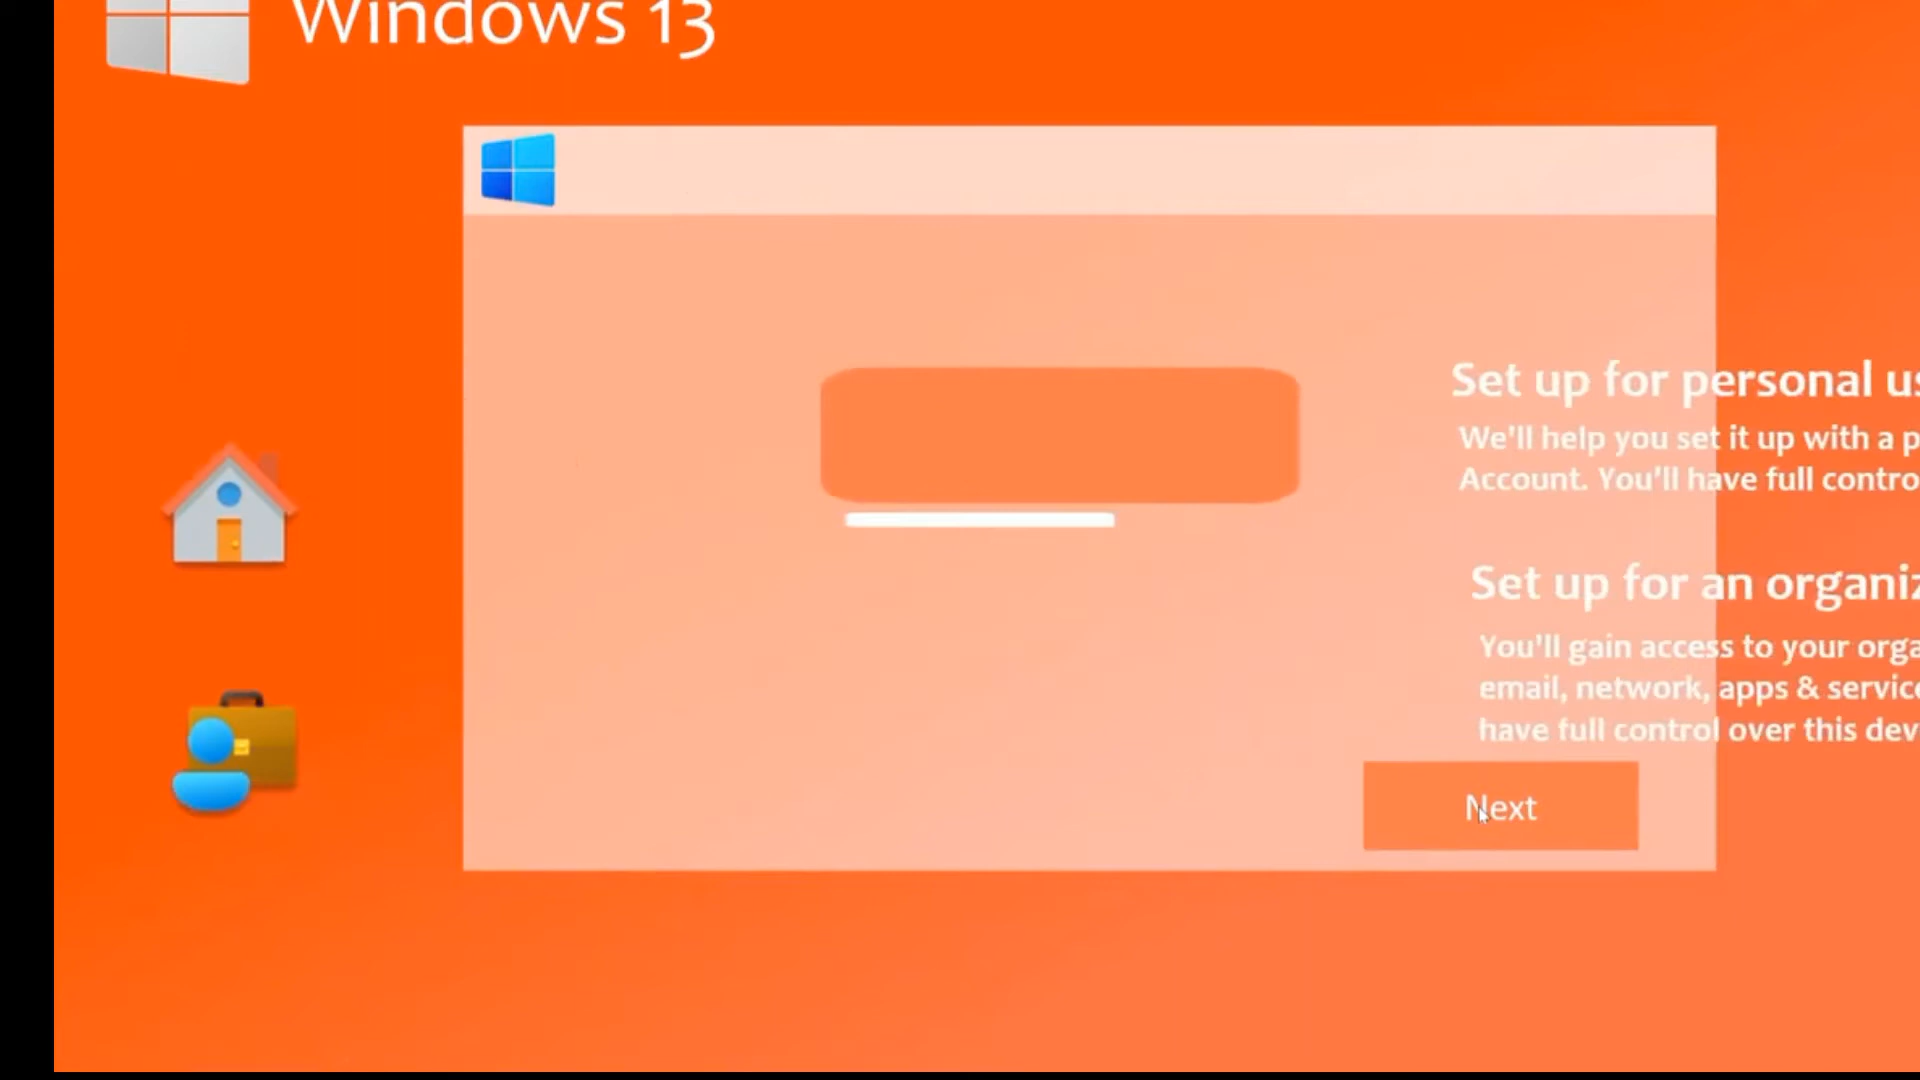 Windows 13
Set up for personal us
We'll help you set it up with a p
Account. You'll have full contro
Set up for an organiz
You'll gain access to your orga
email, network, apps & service
have full control over this dev
Next